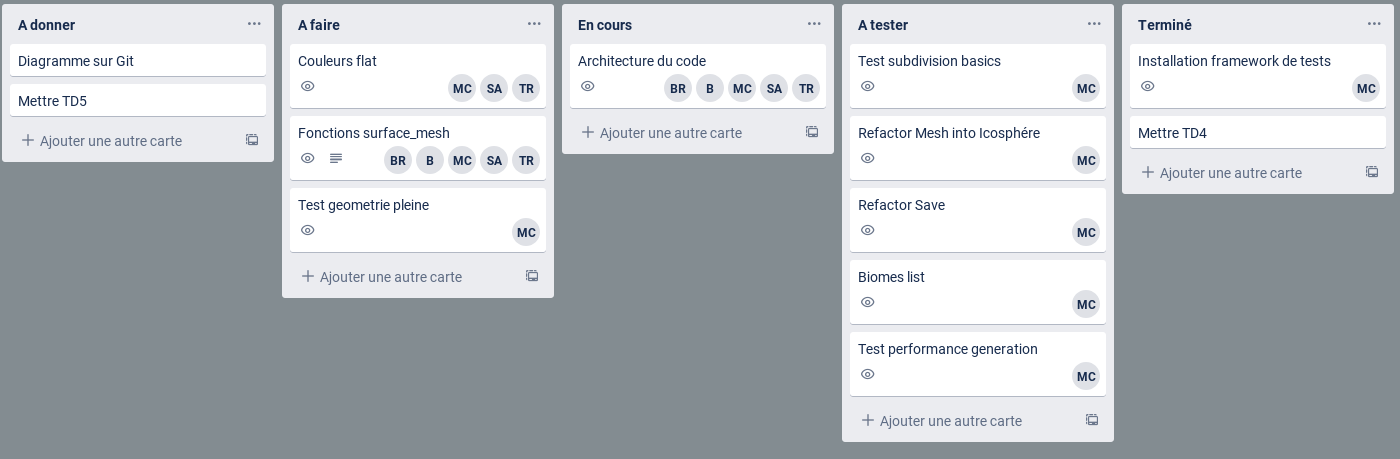 A donner
Diagramme sur Git
Mettre TD5
Ajouter une autre carte
A faire
Couleurs flat
MC SA TR
Fonctions surface_mesh
BR B MC SA TR
Test geometrie pleine
MC
Ajouter une autre carte
En cours
Architecture du code
BR B MC SA TR
Ajouter une autre carte
A tester
Test subdivision basics
MC
Refactor Mesh into Icosphére
MC
Refactor Save
MC
Biomes list
MC
Test performance generation
MC
Ajouter une autre carte
Terminé
Installation framework de tests
MC
Mettre TD4
Ajouter une autre carte